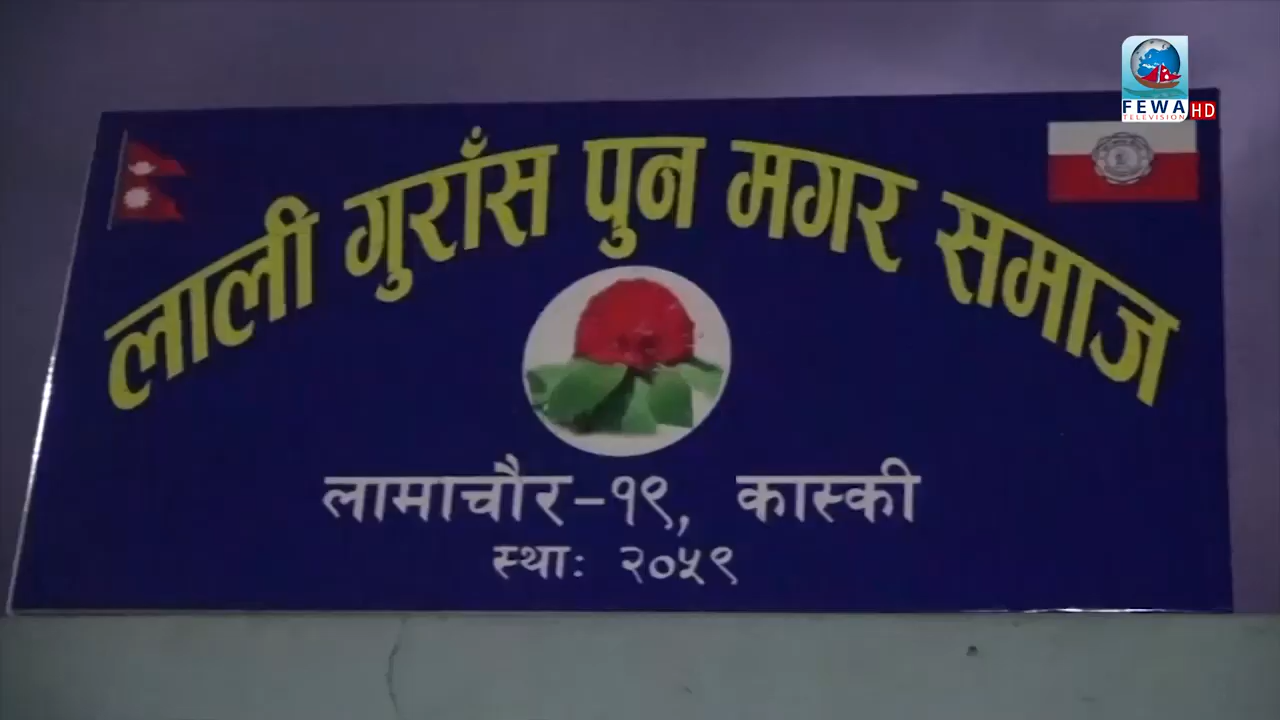 FEWA HD
TELEVISION
लाली गुराँस पुन मगर समाज
लामाचौर-१९, कास्की
स्था: २०५९